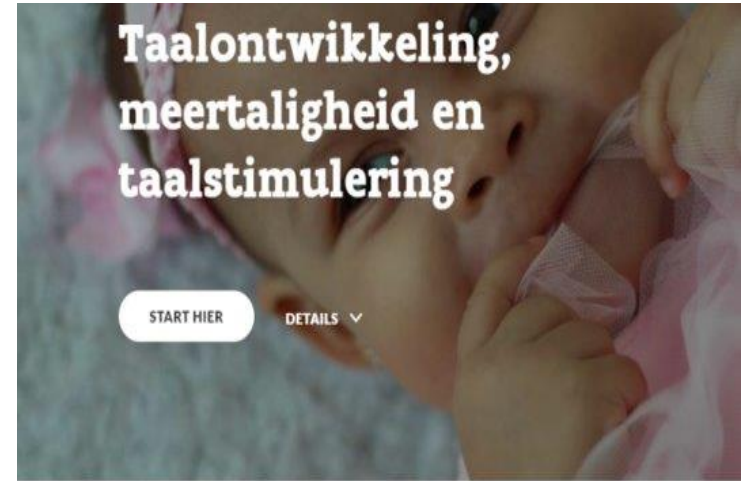 Taalontwikkeling,
meertaligheid en
taalstimulering
START HIER
DETAILS